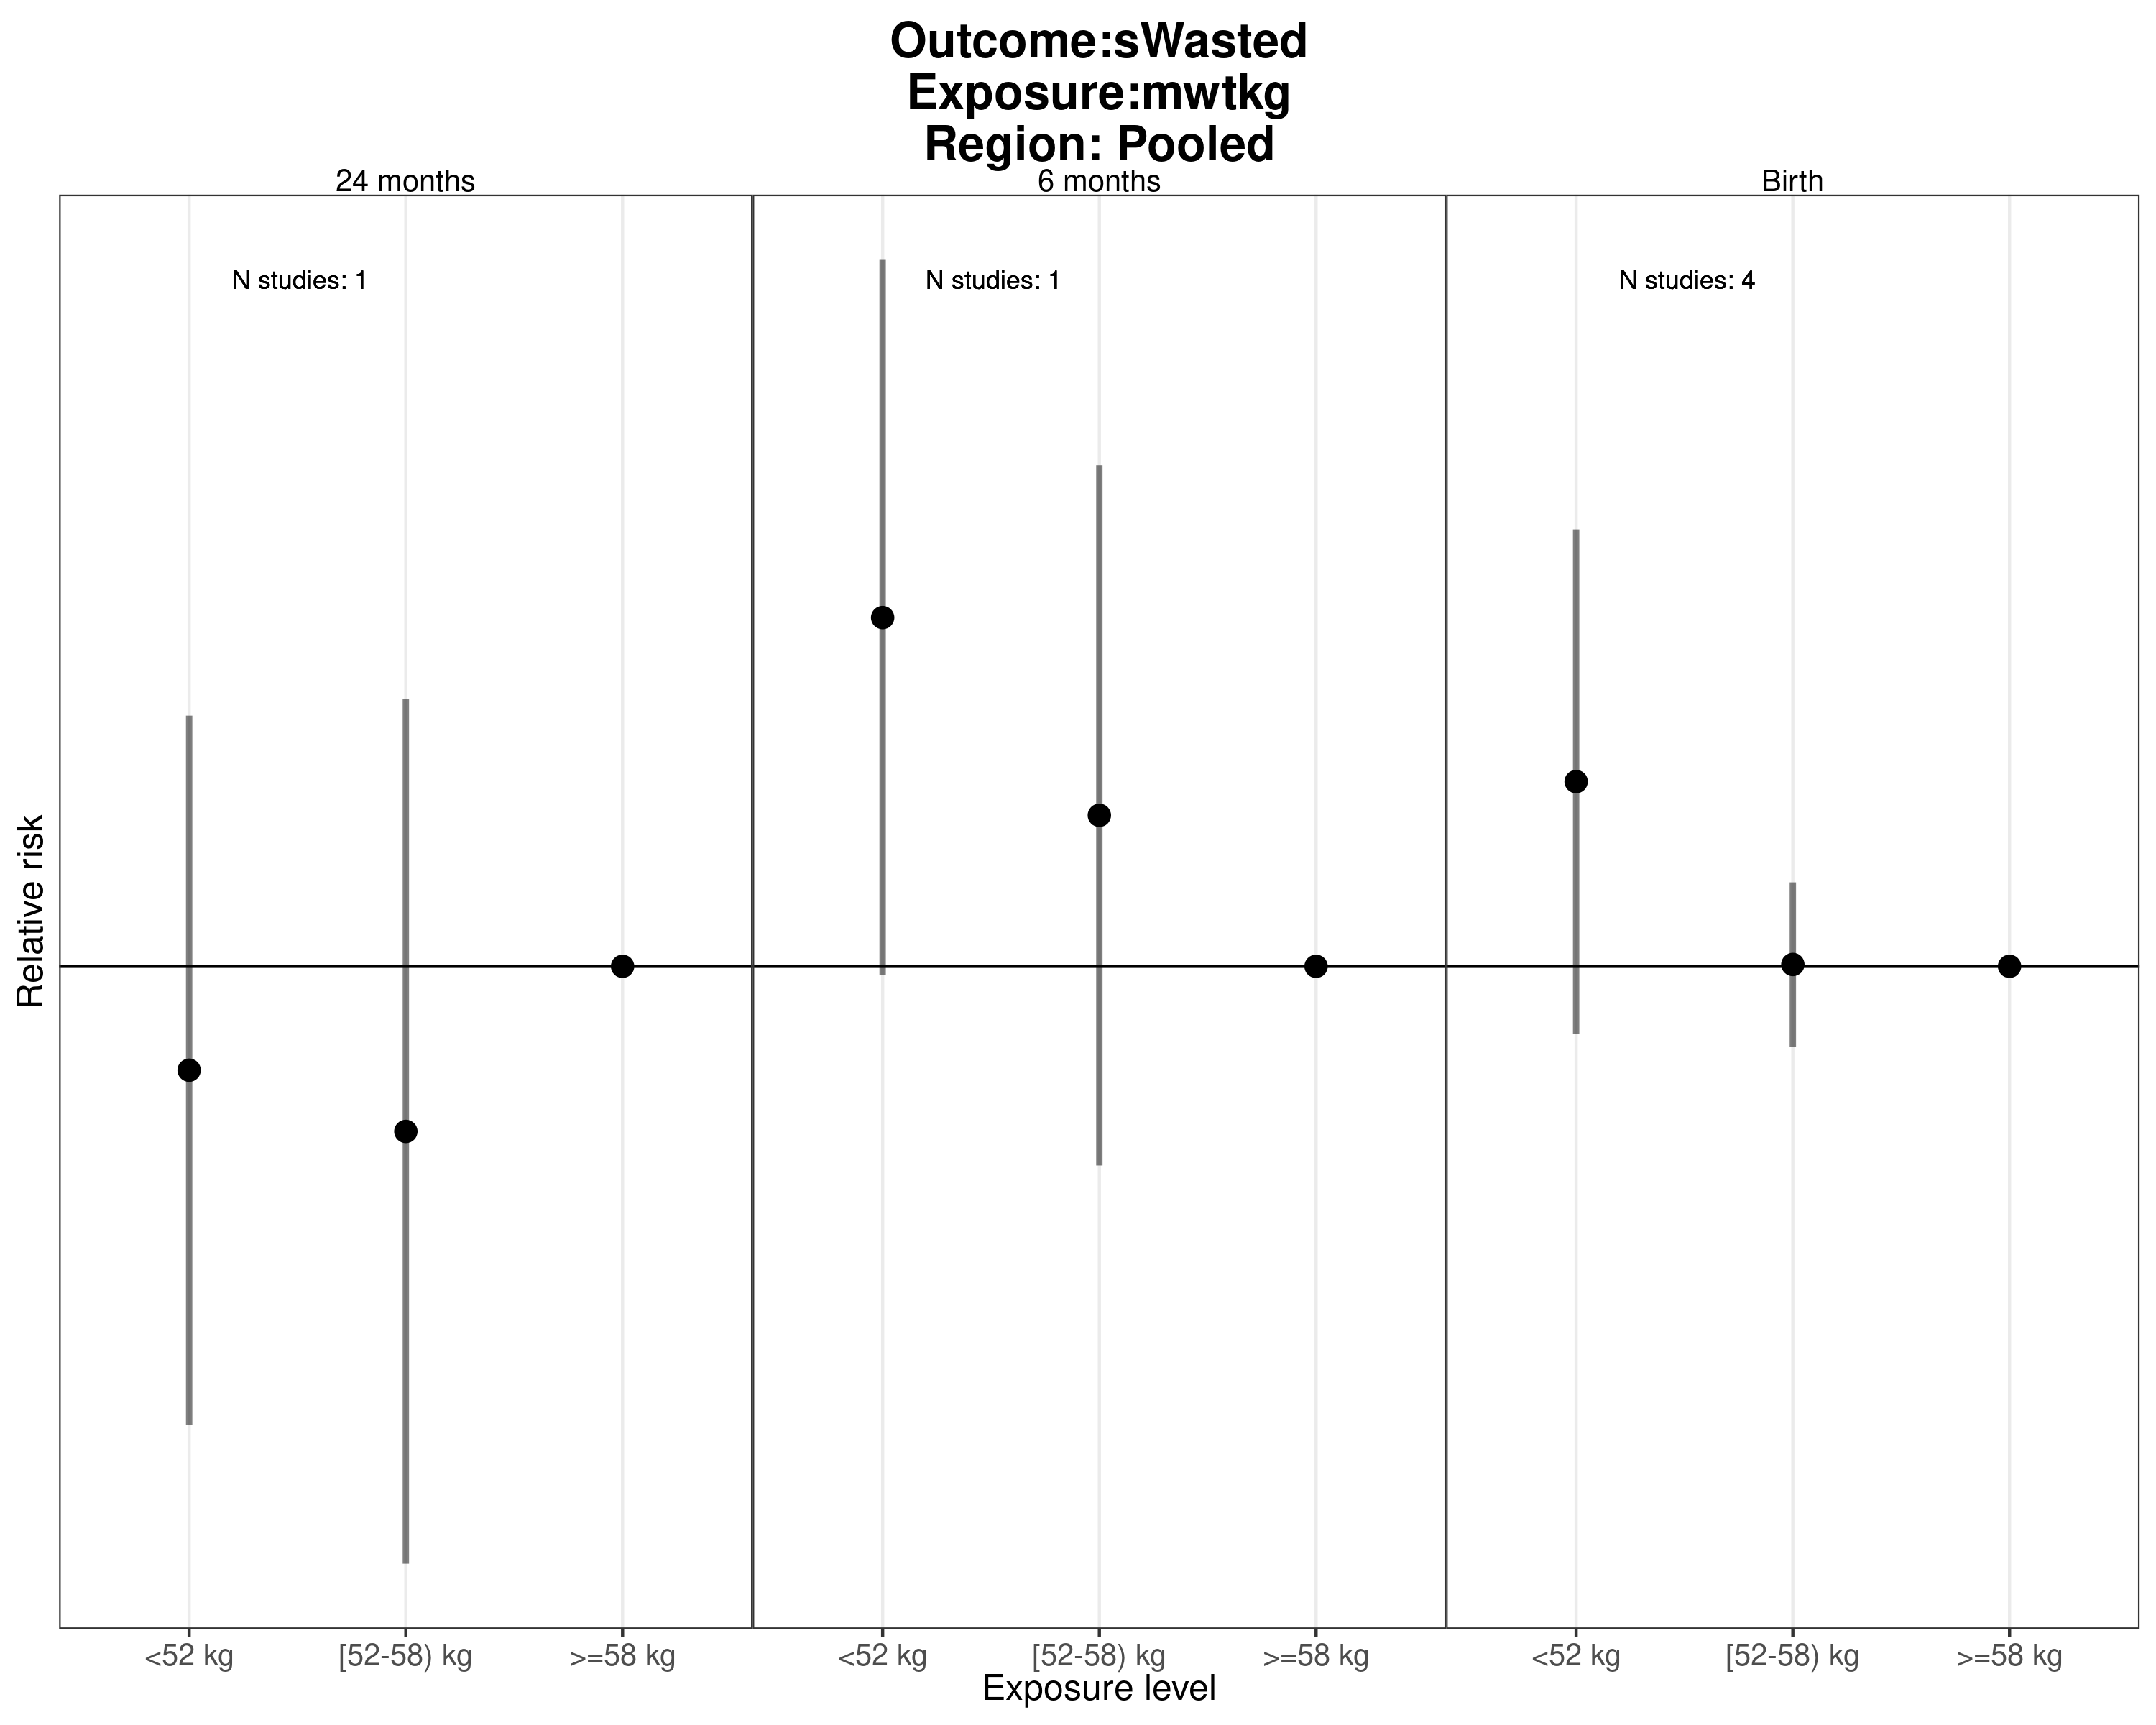 Outcome:sWasted
Exposure:mwtkg
Region: Pooled
24 months
6 months
Birth
N studies: 1
N studies: 1
N studies: 4
Relative risk
<52 kg
[52-58) kg
>=58 kg
<52 kg
[52-58) kg
>=58 kg
<52 kg
[52-58) kg
>=58 kg
Exposure level